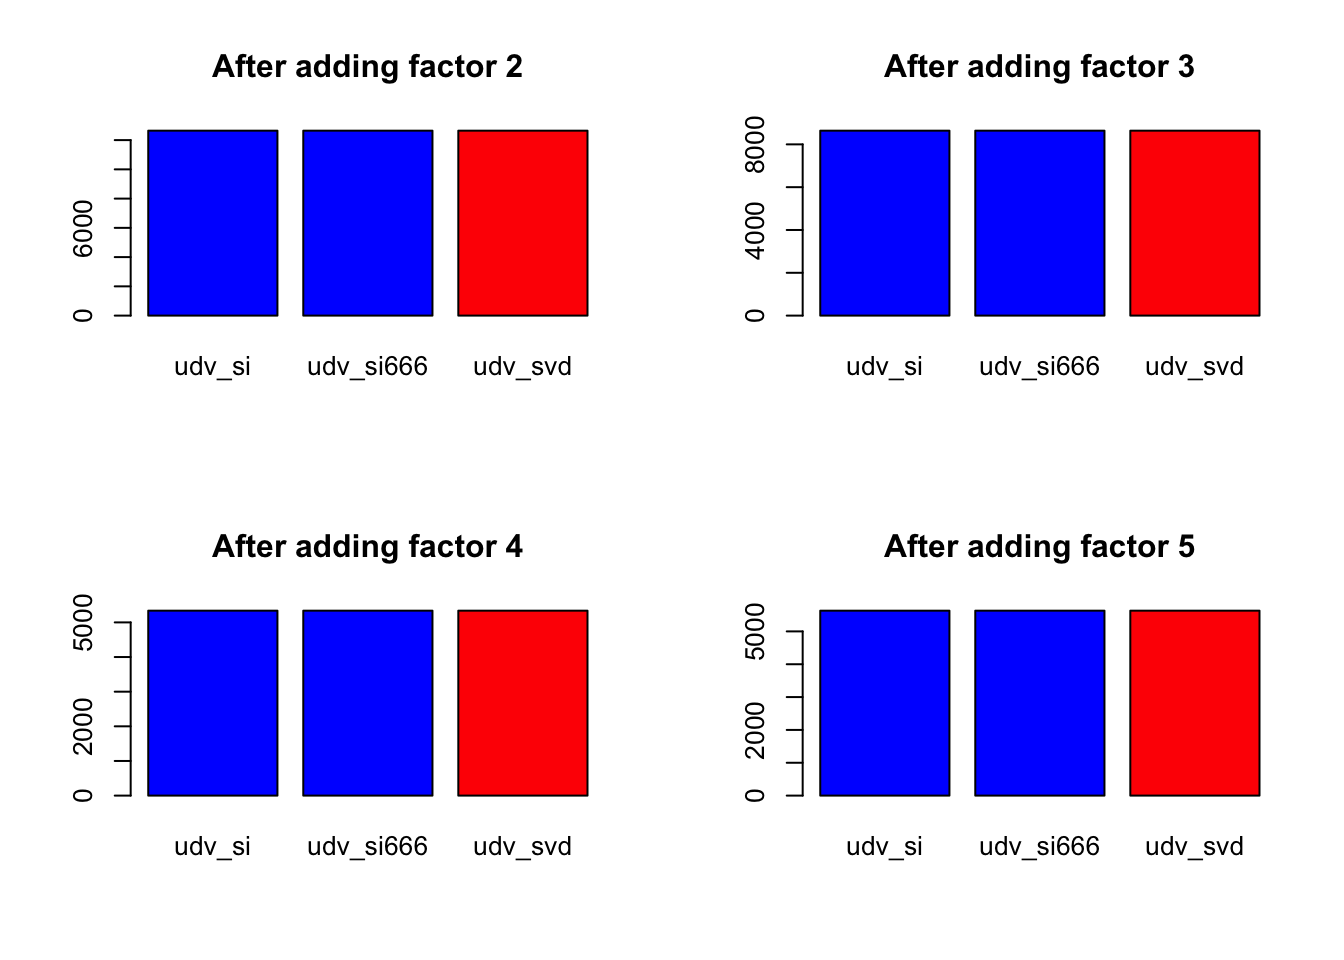 After adding factor 2
6000
0
udv_si udv_si666 udv_svd
After adding factor 3
8000
4000
0
udv_si udv_si666 udv_svd
After adding factor 4
5000
2000
0
udv_si udv_si666 udv_svd
After adding factor 5
5000
2000
0
udv_si udv_si666 udv_svd